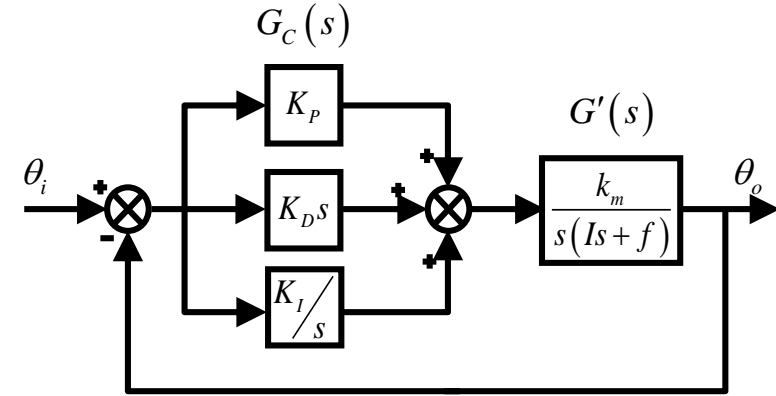 G_C(s)
K_P
G'(s)
θ_i
+
-
K_D s
+
+
+
k_m
s(Is + f)
θ_o
K_I/s